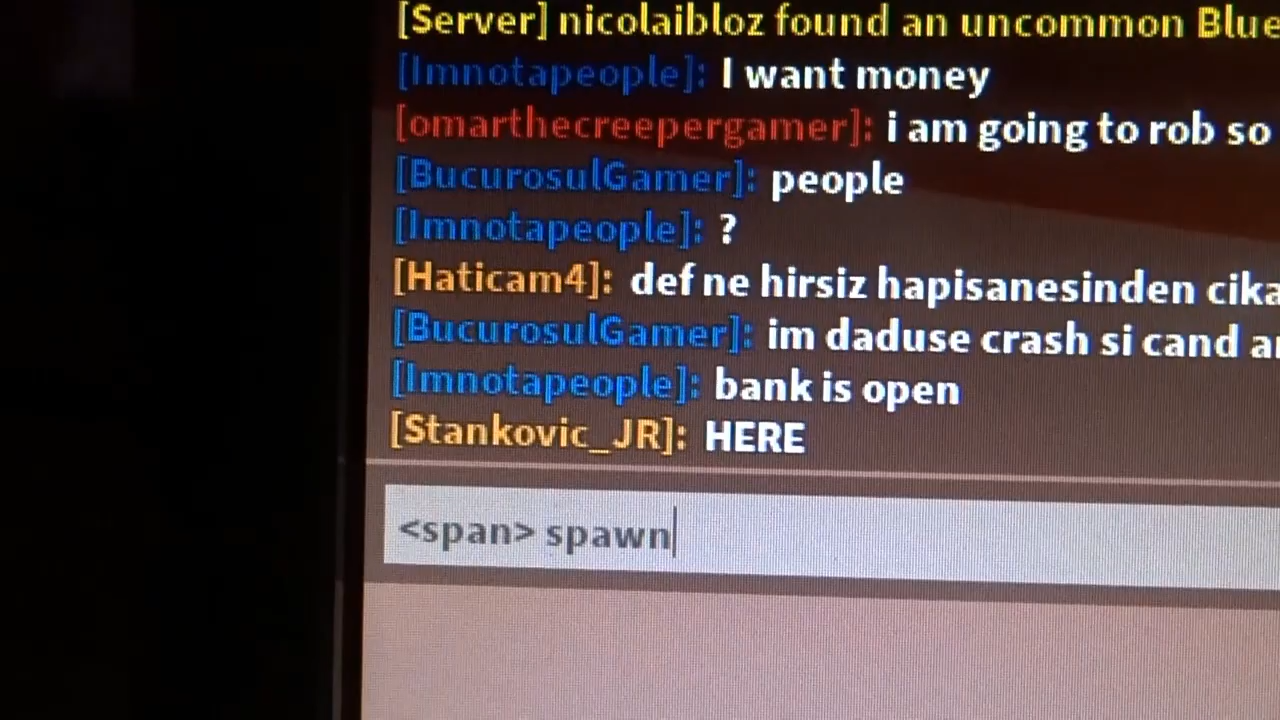 [Server] nicolaibloz found an uncommon Blue
[Imnotapeople]: I want money
[omarthecreepergamer]: i am going to rob so
[BucurosulGamer]: people
[Imnotapeople]: ?
[Haticam4]: def ne hirsiz hapisanesinden cika
[BucurosulGamer]: im daduse crash si cand
[Imnotapeople]: bank is open
[Stankovic_JR]: HERE
<span> spawn